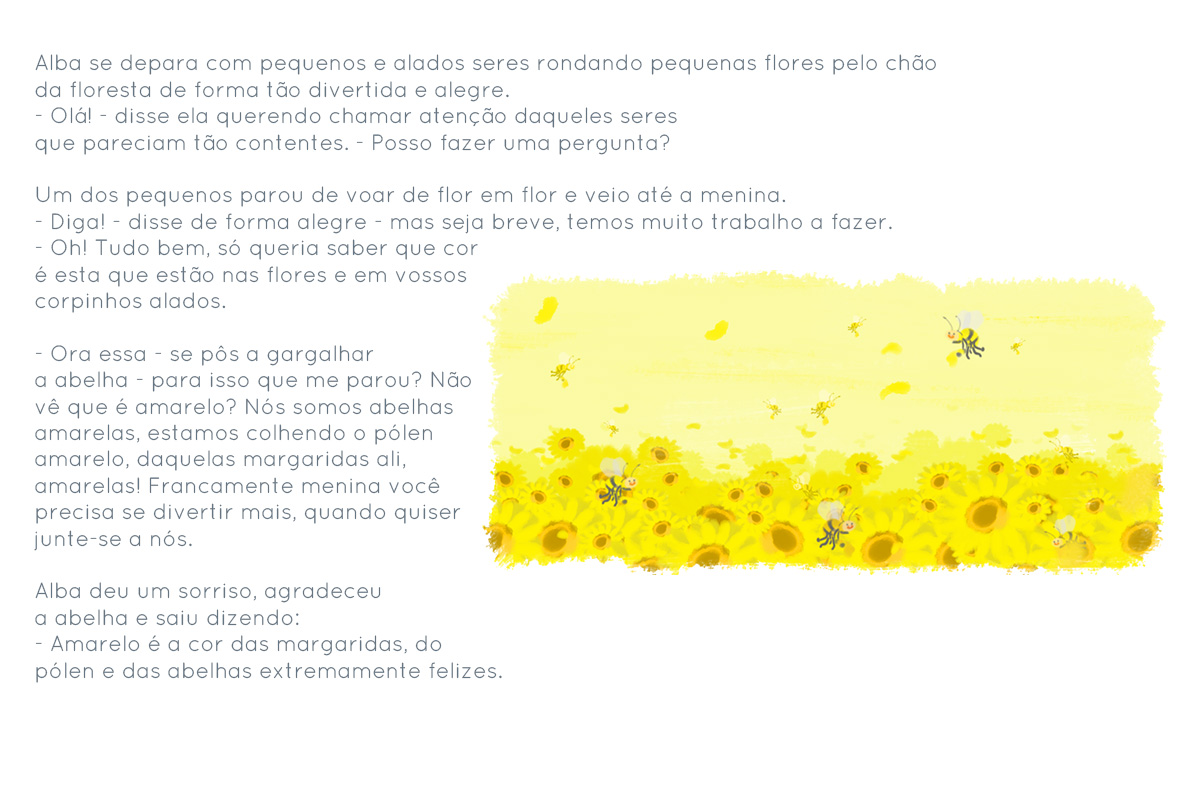 Alba se depara com pequenos e alados seres rondando pequenas flores pelo chão
da floresta de forma tão divertida e alegre.
- Olá! - disse ela querendo chamar atenção daqueles seres
que pareciam tão contentes. - Posso fazer uma pergunta?
Um dos pequenos parou de voar de flor em flor e veio até a menina.
- Diga! - disse de forma alegre - mas seja breve, temos muito trabalho a fazer.
- Oh! Tudo bem, só queria saber que cor
é esta que estão nas flores e em vossos
corpinhos alados.
- Ora essa - se pôs a gargalhar
a abelha - para isso que me parou? Não
vê que é amarelo? Nós somos abelhas
amarelas, estamos colhendo o pólen
amarelo, daquelas margaridas ali,
amarelas! Francamente menina você
precisa se divertir mais, quando quiser
junte-se a nós.
Alba deu um sorriso, agradeceu
a abelha e saiu dizendo:
- Amarelo é a cor das margaridas, do
pólen e das abelhas extremamente felizes.